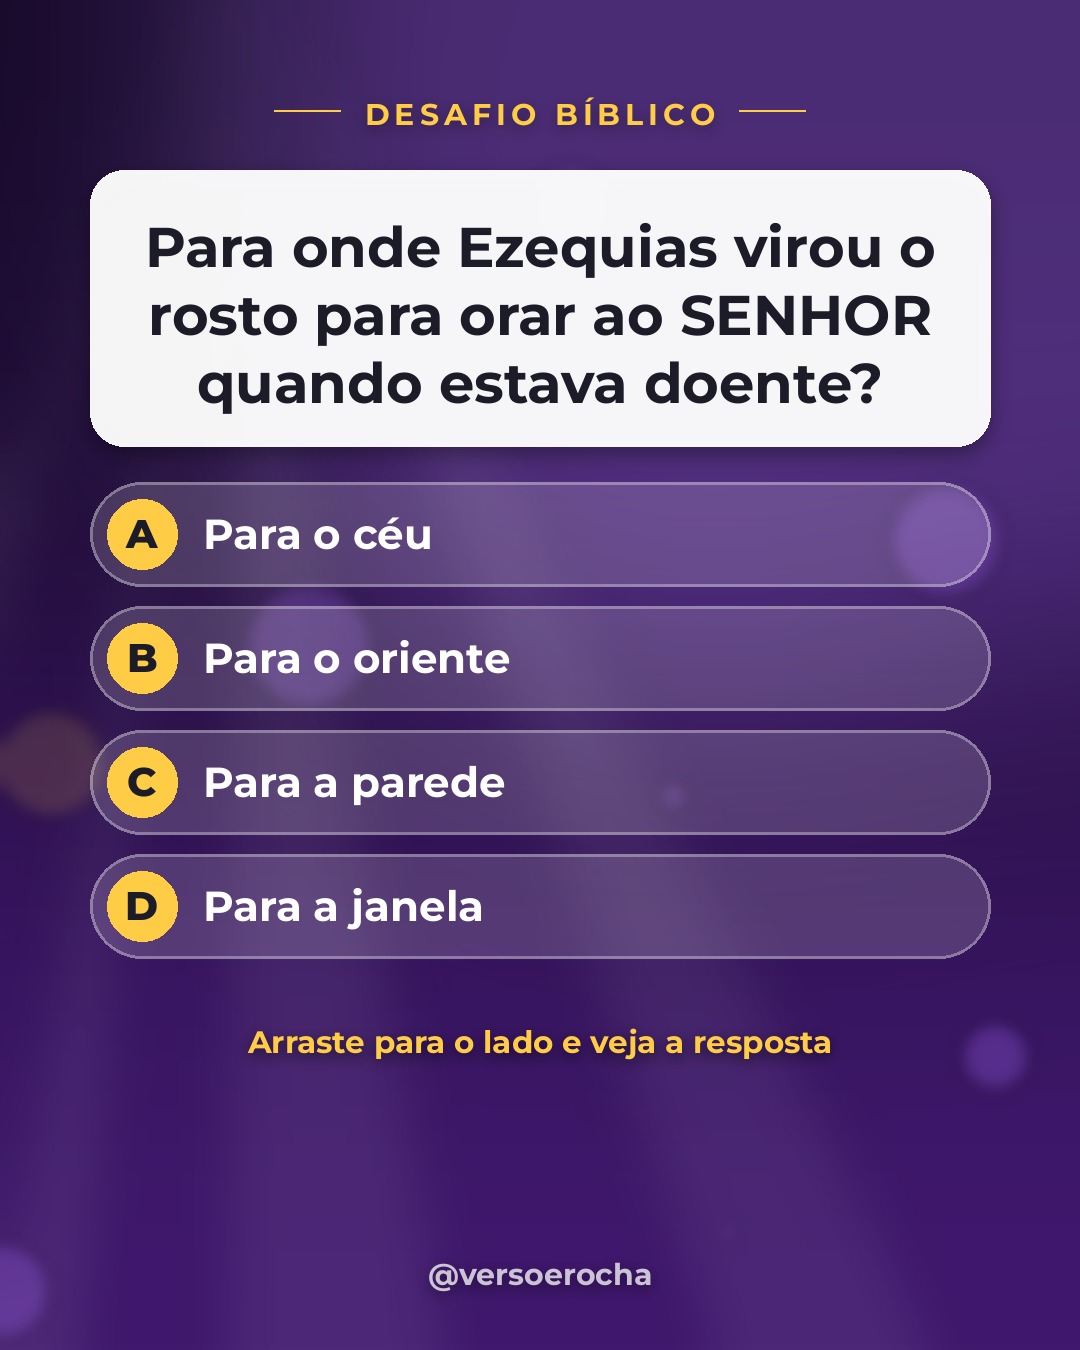 DESAFIO BÍBLICO
Para onde Ezequias virou o
rosto para orar ao SENHOR
quando estava doente?
A Para o céu
B Para o oriente
C Para a parede
D Para a janela
Arraste para o lado e veja a resposta
@versoerocha